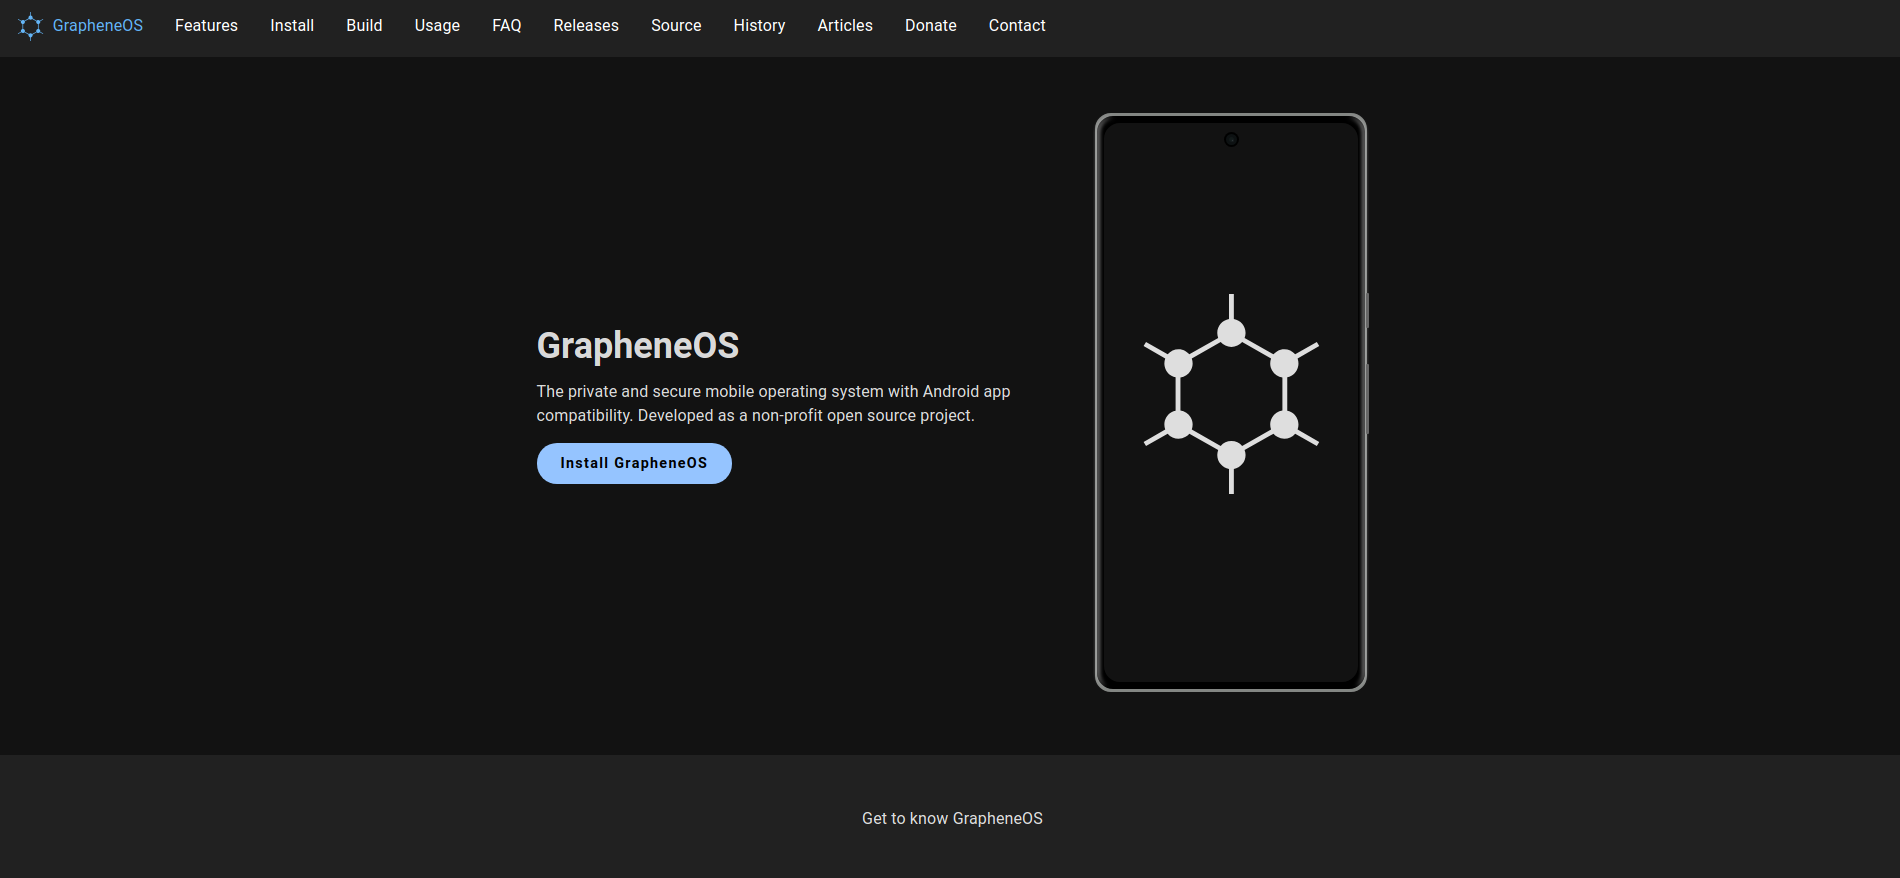 GrapheneOS Features Install Build Usage FAQ Releases Source History Articles Donate Contact
GrapheneOS
The private and secure mobile operating system with Android app
compatibility. Developed as a non-profit open source project.
Install GrapheneOS
Get to know GrapheneOS